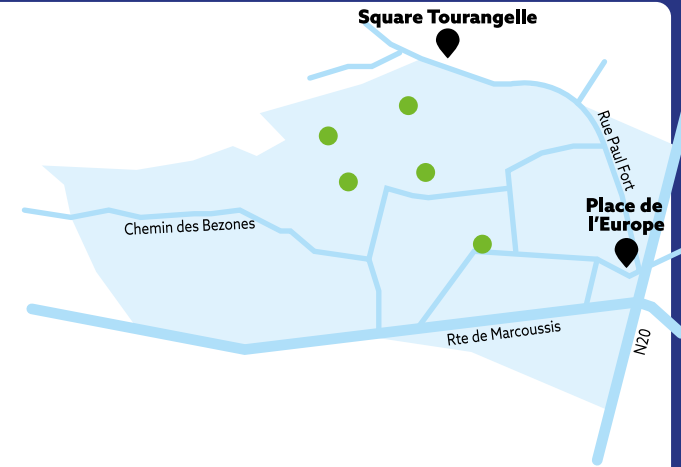 Square Tourangelle
Rue Paul Fort
Place de
l'Europe
Chemin des Bezones
Rte de Marcoussis
N20